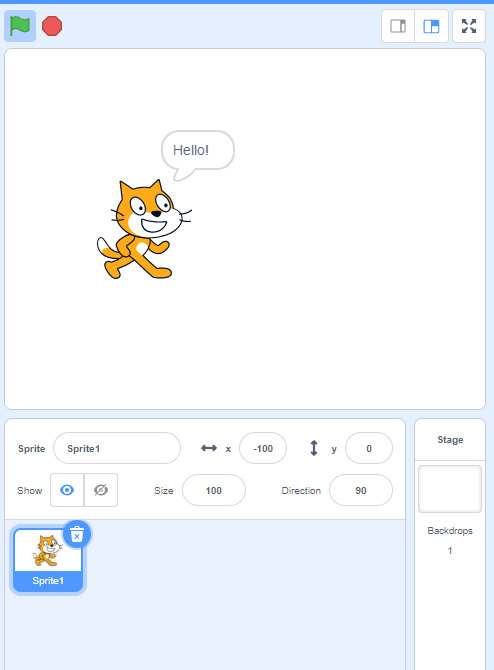 Hello!
Sprite Sprite1 x -100 y 0
Show Size 100 Direction 90
Sprite1
Stage
Backdrops
1